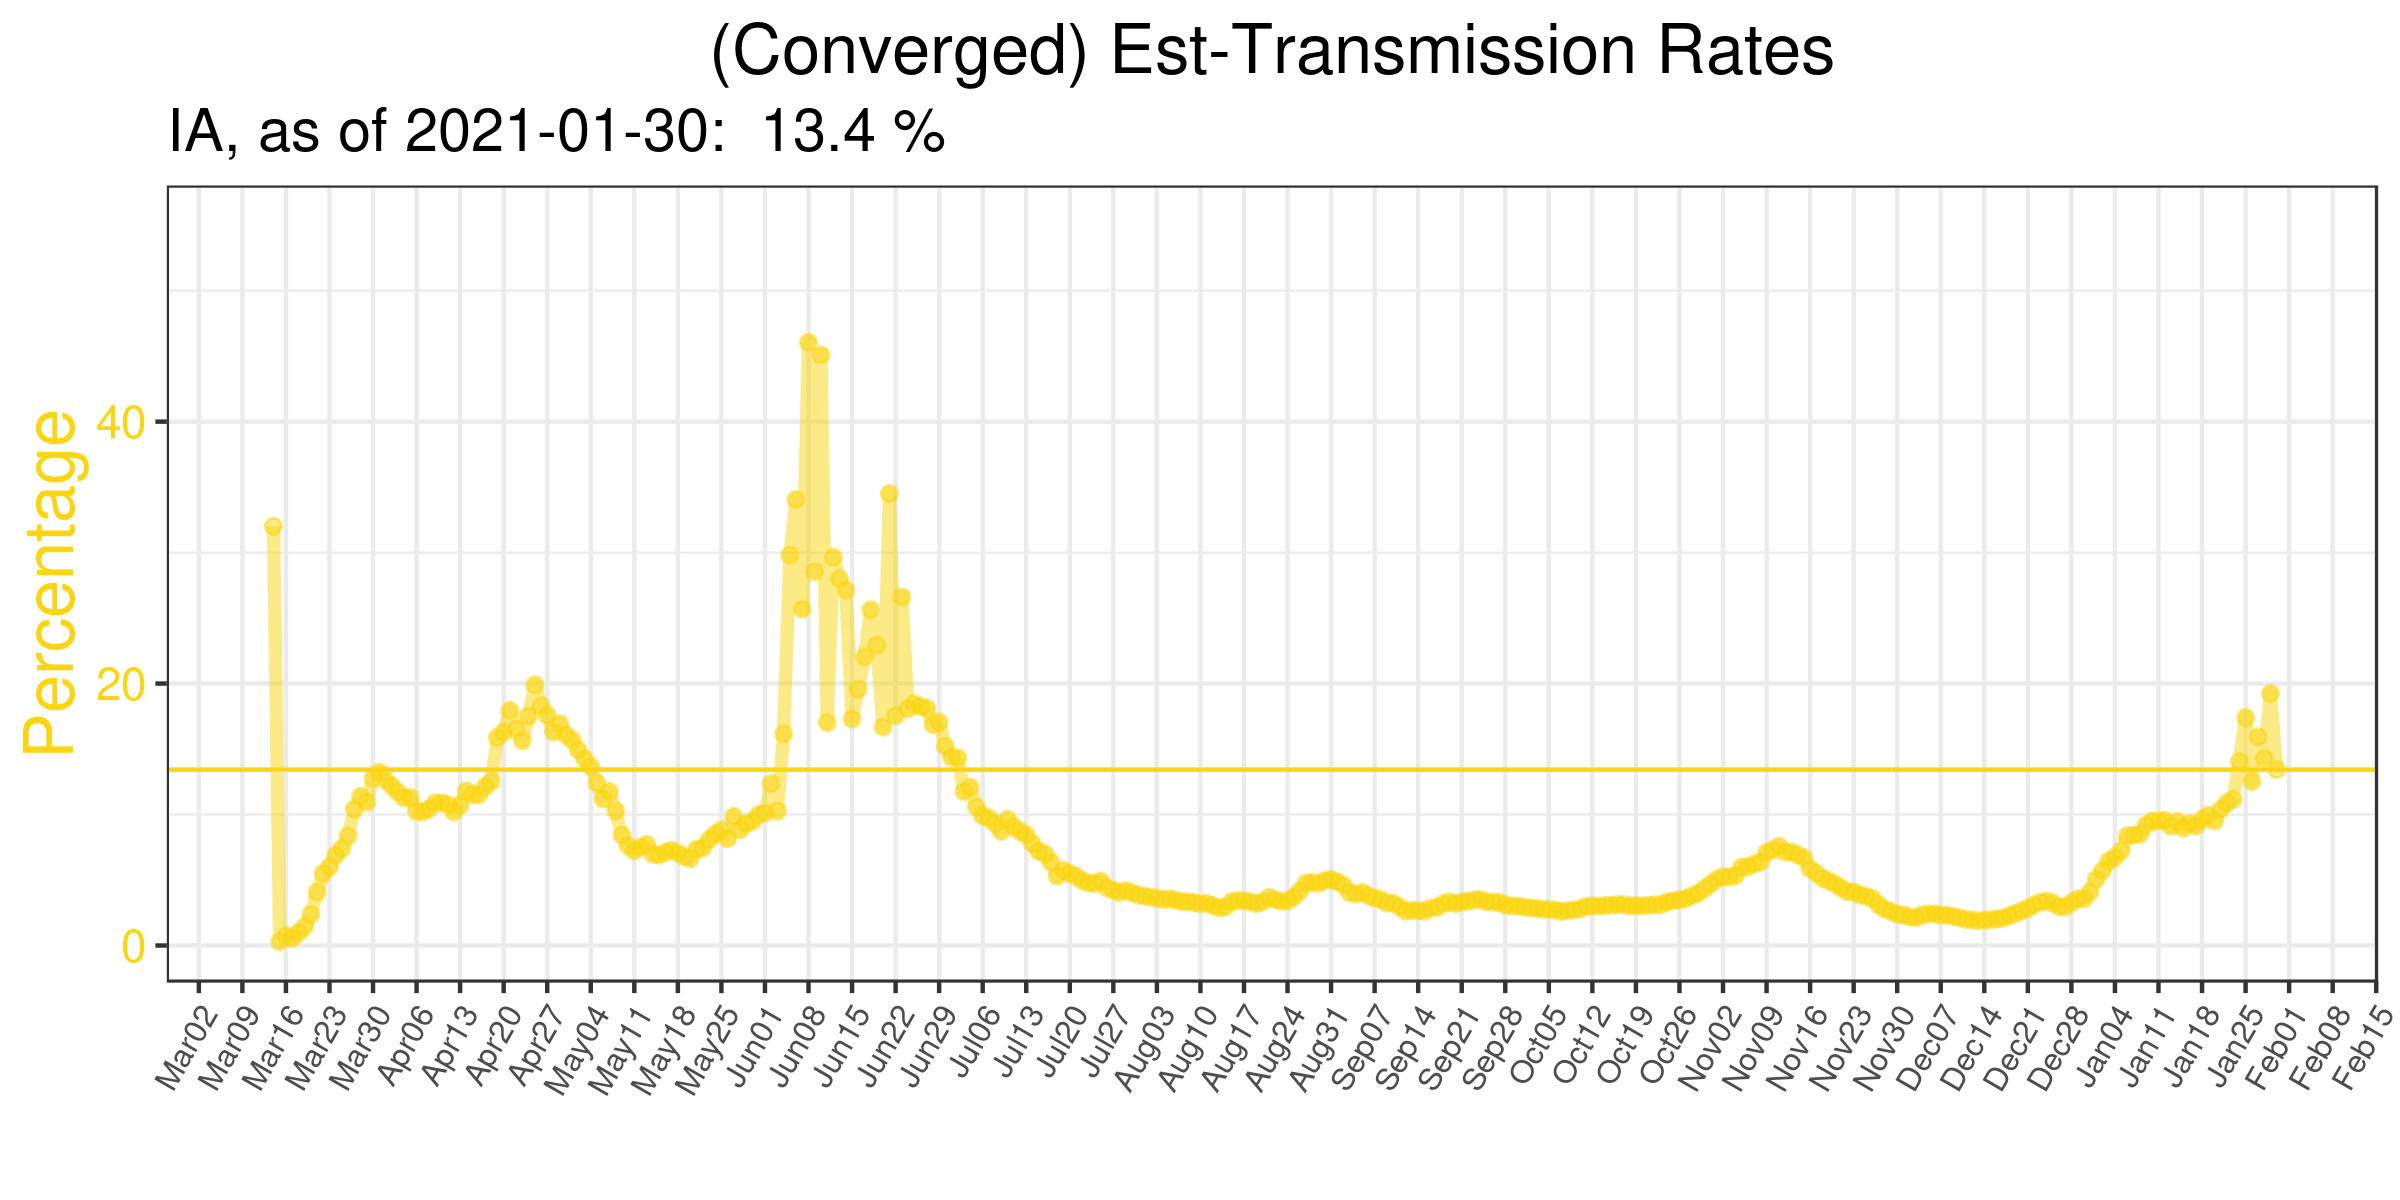 (Converged) Est-Transmission Rates
IA, as of 2021-01-30:  13.4 %
Percentage
40
20
0
Mar02
Mar09
Mar16
Mar23
Mar30
Apr06
Apr13
Apr20
Apr27
May04
May11
May18
May25
Jun01
Jun08
Jun15
Jun22
Jun29
Jul06
Jul13
Jul20
Jul27
Aug03
Aug10
Aug17
Aug24
Aug31
Sep07
Sep14
Sep21
Sep28
Oct05
Oct12
Oct19
Oct26
Nov02
Nov09
Nov16
Nov23
Nov30
Dec07
Dec14
Dec21
Dec28
Jan04
Jan11
Jan18
Jan25
Feb01
Feb08
Feb15